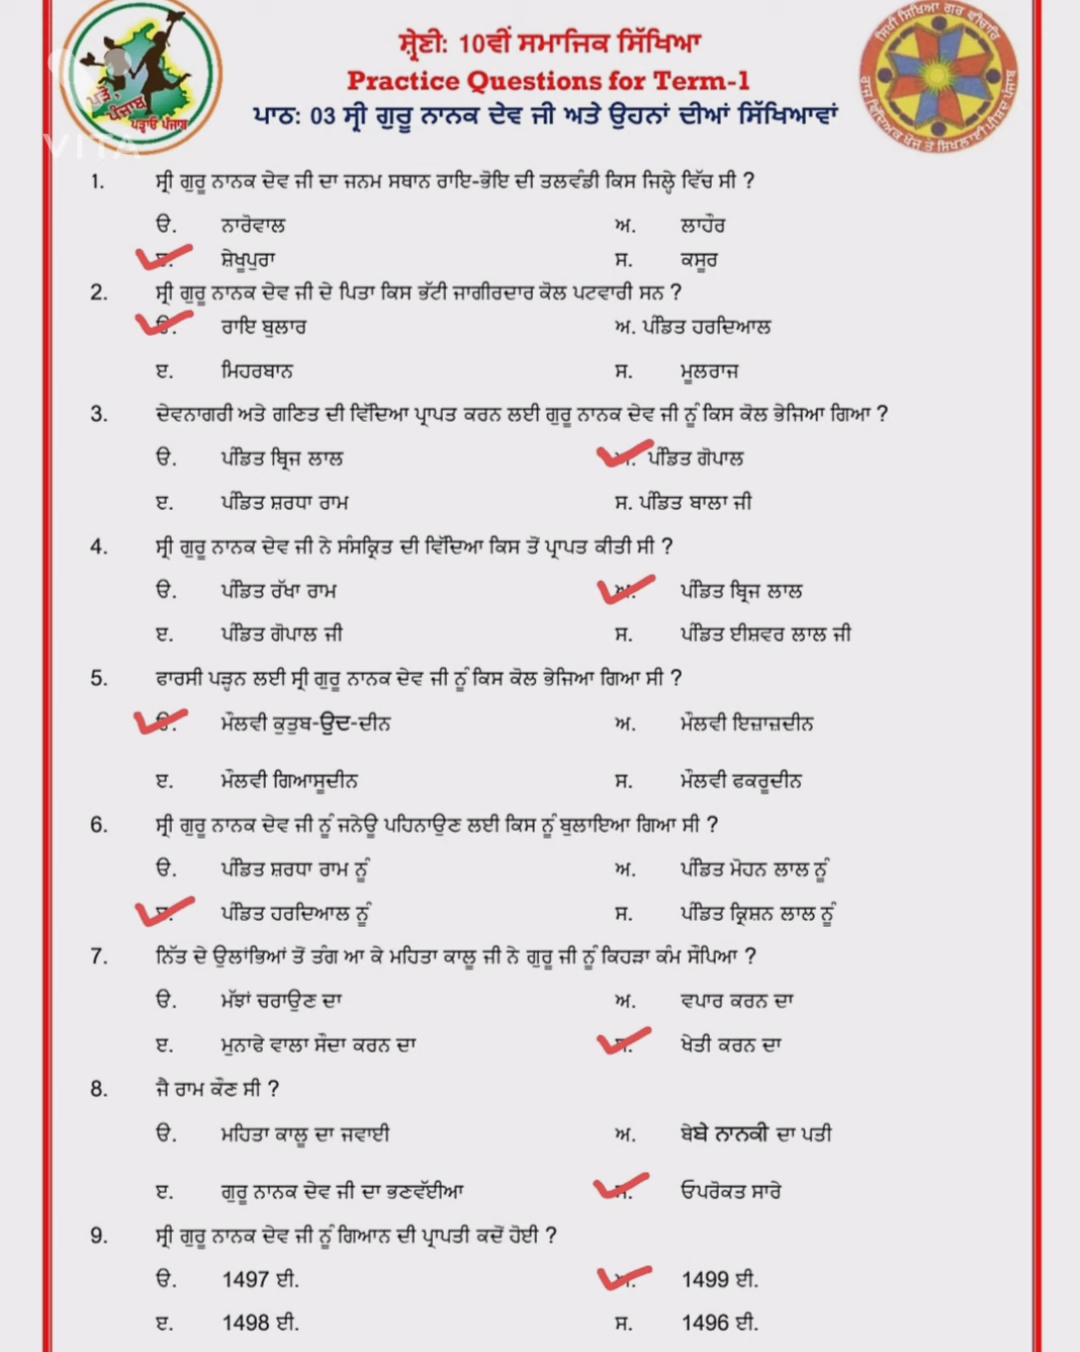 ਸ਼੍ਰੇਣੀ: 10ਵੀਂ ਸਮਾਜਿਕ ਸਿੱਖਿਆ
Practice Questions for Term-1
ਪਾਠ: 03 ਸ੍ਰੀ ਗੁਰੂ ਨਾਨਕ ਦੇਵ ਜੀ ਅਤੇ ਉਹਨਾਂ ਦੀਆਂ ਸਿੱਖਿਆਵਾਂ
ਪੜੋ ਪੰਜਾਬ ਪੜ੍ਹਾਓ ਪੰਜਾਬ
VITA
1. ਸ੍ਰੀ ਗੁਰੂ ਨਾਨਕ ਦੇਵ ਜੀ ਦਾ ਜਨਮ ਸਥਾਨ ਰਾਇ-ਭੋਇ ਦੀ ਤਲਵੰਡੀ ਕਿਸ ਜਿਲ੍ਹੇ ਵਿੱਚ ਸੀ ?
ੳ. ਨਾਰੋਵਾਲ ਅ. ਲਾਹੌਰ
ੲ. ਸ਼ੇਖੂਪੁਰਾ ਸ. ਕਸੂਰ
2. ਸ੍ਰੀ ਗੁਰੂ ਨਾਨਕ ਦੇਵ ਜੀ ਦੇ ਪਿਤਾ ਕਿਸ ਭੱਟੀ ਜਾਗੀਰਦਾਰ ਕੋਲ ਪਟਵਾਰੀ ਸਨ ?
ੳ. ਰਾਇ ਬੁਲਾਰ ਅ. ਪੰਡਿਤ ਹਰਦਿਆਲ
ੲ. ਮਿਹਰਬਾਨ ਸ. ਮੂਲਰਾਜ
3. ਦੇਵਨਾਗਰੀ ਅਤੇ ਗਣਿਤ ਦੀ ਵਿੱਦਿਆ ਪ੍ਰਾਪਤ ਕਰਨ ਲਈ ਗੁਰੂ ਨਾਨਕ ਦੇਵ ਜੀ ਨੂੰ ਕਿਸ ਕੋਲ ਭੇਜਿਆ ਗਿਆ ?
ੳ. ਪੰਡਿਤ ਬ੍ਰਿਜ ਲਾਲ ਅ. ਪੰਡਿਤ ਗੋਪਾਲ
ੲ. ਪੰਡਿਤ ਸ਼ਰਧਾ ਰਾਮ ਸ. ਪੰਡਿਤ ਬਾਲਾ ਜੀ
4. ਸ੍ਰੀ ਗੁਰੂ ਨਾਨਕ ਦੇਵ ਜੀ ਨੇ ਸੰਸਕ੍ਰਿਤ ਦੀ ਵਿੱਦਿਆ ਕਿਸ ਤੋਂ ਪ੍ਰਾਪਤ ਕੀਤੀ ਸੀ ?
ੳ. ਪੰਡਿਤ ਰੱਖਾ ਰਾਮ ਅ. ਪੰਡਿਤ ਬ੍ਰਿਜ ਲਾਲ
ੲ. ਪੰਡਿਤ ਗੋਪਾਲ ਜੀ ਸ. ਪੰਡਿਤ ਈਸ਼ਵਰ ਲਾਲ ਜੀ
5. ਫਾਰਸੀ ਪੜ੍ਹਨ ਲਈ ਸ੍ਰੀ ਗੁਰੂ ਨਾਨਕ ਦੇਵ ਜੀ ਨੂੰ ਕਿਸ ਕੋਲ ਭੇਜਿਆ ਗਿਆ ਸੀ ?
ੳ. ਮੌਲਵੀ ਕੁਤੁਬ-ਉਦ-ਦੀਨ ਅ. ਮੌਲਵੀ ਇਜ਼ਾਜ਼ਦੀਨ
ੲ. ਮੌਲਵੀ ਗਿਆਸੂਦੀਨ ਸ. ਮੌਲਵੀ ਫਕਰੂਦੀਨ
6. ਸ੍ਰੀ ਗੁਰੂ ਨਾਨਕ ਦੇਵ ਜੀ ਨੂੰ ਜਨੇਊ ਪਹਿਨਾਉਣ ਲਈ ਕਿਸ ਨੂੰ ਬੁਲਾਇਆ ਗਿਆ ਸੀ ?
ੳ. ਪੰਡਿਤ ਸ਼ਰਧਾ ਰਾਮ ਨੂੰ ਅ. ਪੰਡਿਤ ਮੋਹਨ ਲਾਲ ਨੂੰ
ੲ. ਪੰਡਿਤ ਹਰਦਿਆਲ ਨੂੰ ਸ. ਪੰਡਿਤ ਕ੍ਰਿਸ਼ਨ ਲਾਲ ਨੂੰ
7. ਨਿੱਤ ਦੇ ਉਲਾਂਭਿਆਂ ਤੋਂ ਤੰਗ ਆ ਕੇ ਮਹਿਤਾ ਕਾਲੂ ਜੀ ਨੇ ਗੁਰੂ ਜੀ ਨੂੰ ਕਿਹੜਾ ਕੰਮ ਸੌਂਪਿਆ ?
ੳ. ਮੱਝਾਂ ਚਰਾਉਣ ਦਾ ਅ. ਵਪਾਰ ਕਰਨ ਦਾ
ੲ. ਮੁਨਾਫੇ ਵਾਲਾ ਸੌਦਾ ਕਰਨ ਦਾ ਸ. ਖੇਤੀ ਕਰਨ ਦਾ
8. ਜੈ ਰਾਮ ਕੌਣ ਸੀ ?
ੳ. ਮਹਿਤਾ ਕਾਲੂ ਦਾ ਜਵਾਈ ਅ. ਬੇਬੇ ਨਾਨਕੀ ਦਾ ਪਤੀ
ੲ. ਗੁਰੂ ਨਾਨਕ ਦੇਵ ਜੀ ਦਾ ਭਣਵੱਈਆ ਸ. ਓਪਰੋਕਤ ਸਾਰੇ
9. ਸ੍ਰੀ ਗੁਰੂ ਨਾਨਕ ਦੇਵ ਜੀ ਨੂੰ ਗਿਆਨ ਦੀ ਪ੍ਰਾਪਤੀ ਕਦੋਂ ਹੋਈ ?
ੳ. 1497 ਈ. ਅ. 1499 ਈ.
ੲ. 1498 ਈ. ਸ. 1496 ਈ.